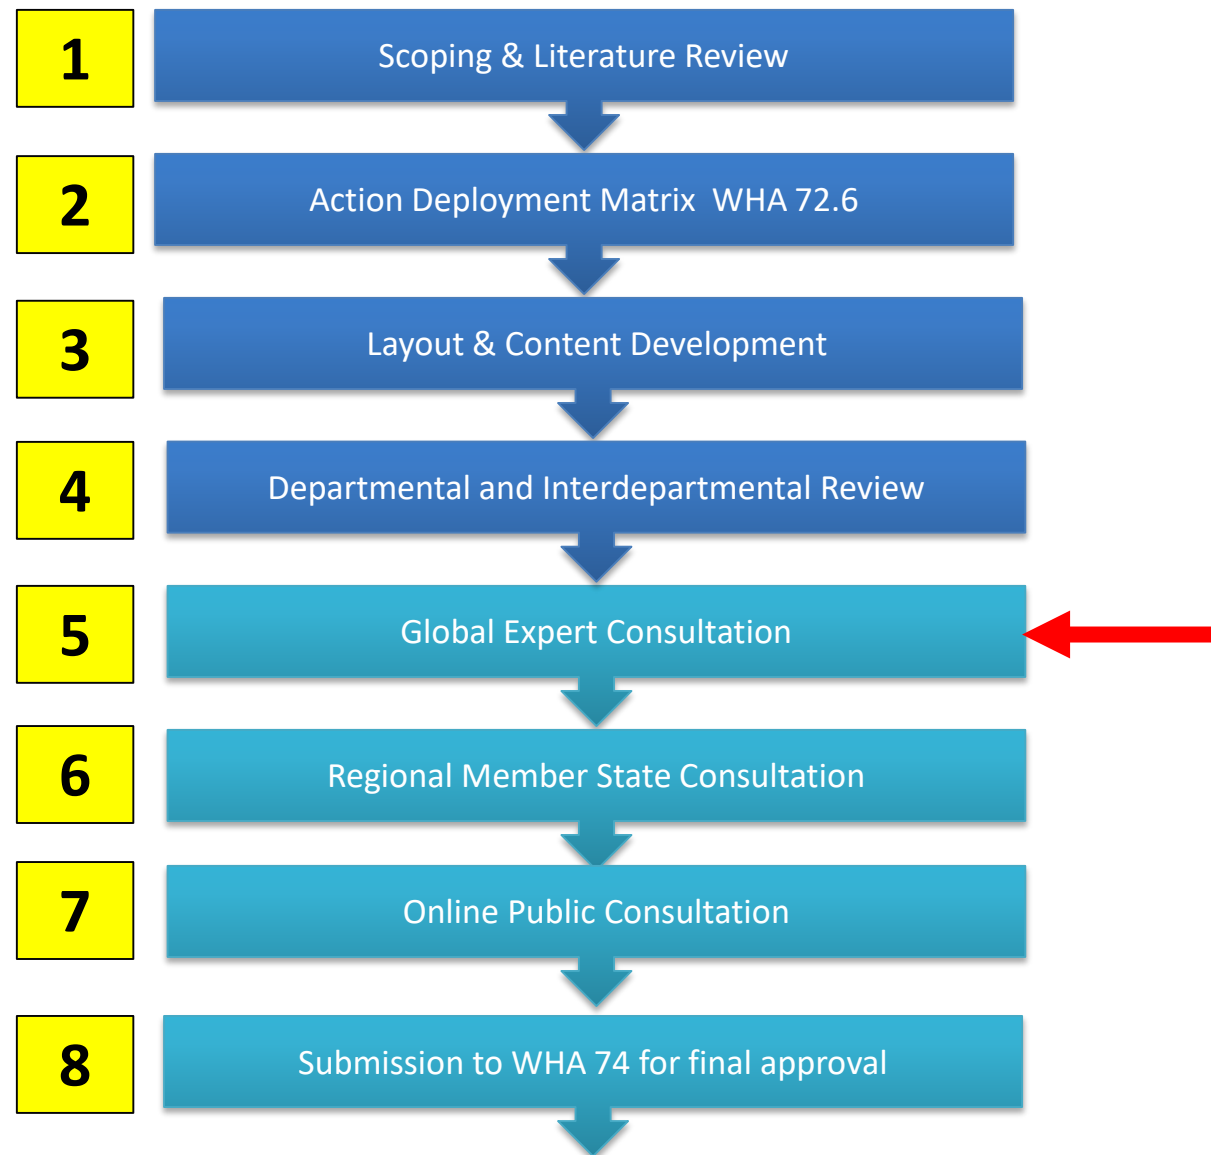 1
Scoping & Literature Review
2
Action Deployment Matrix  WHA 72.6
3
Layout & Content Development
4
Departmental and Interdepartmental Review
5
Global Expert Consultation
6
Regional Member State Consultation
7
Online Public Consultation
8
Submission to WHA 74 for final approval